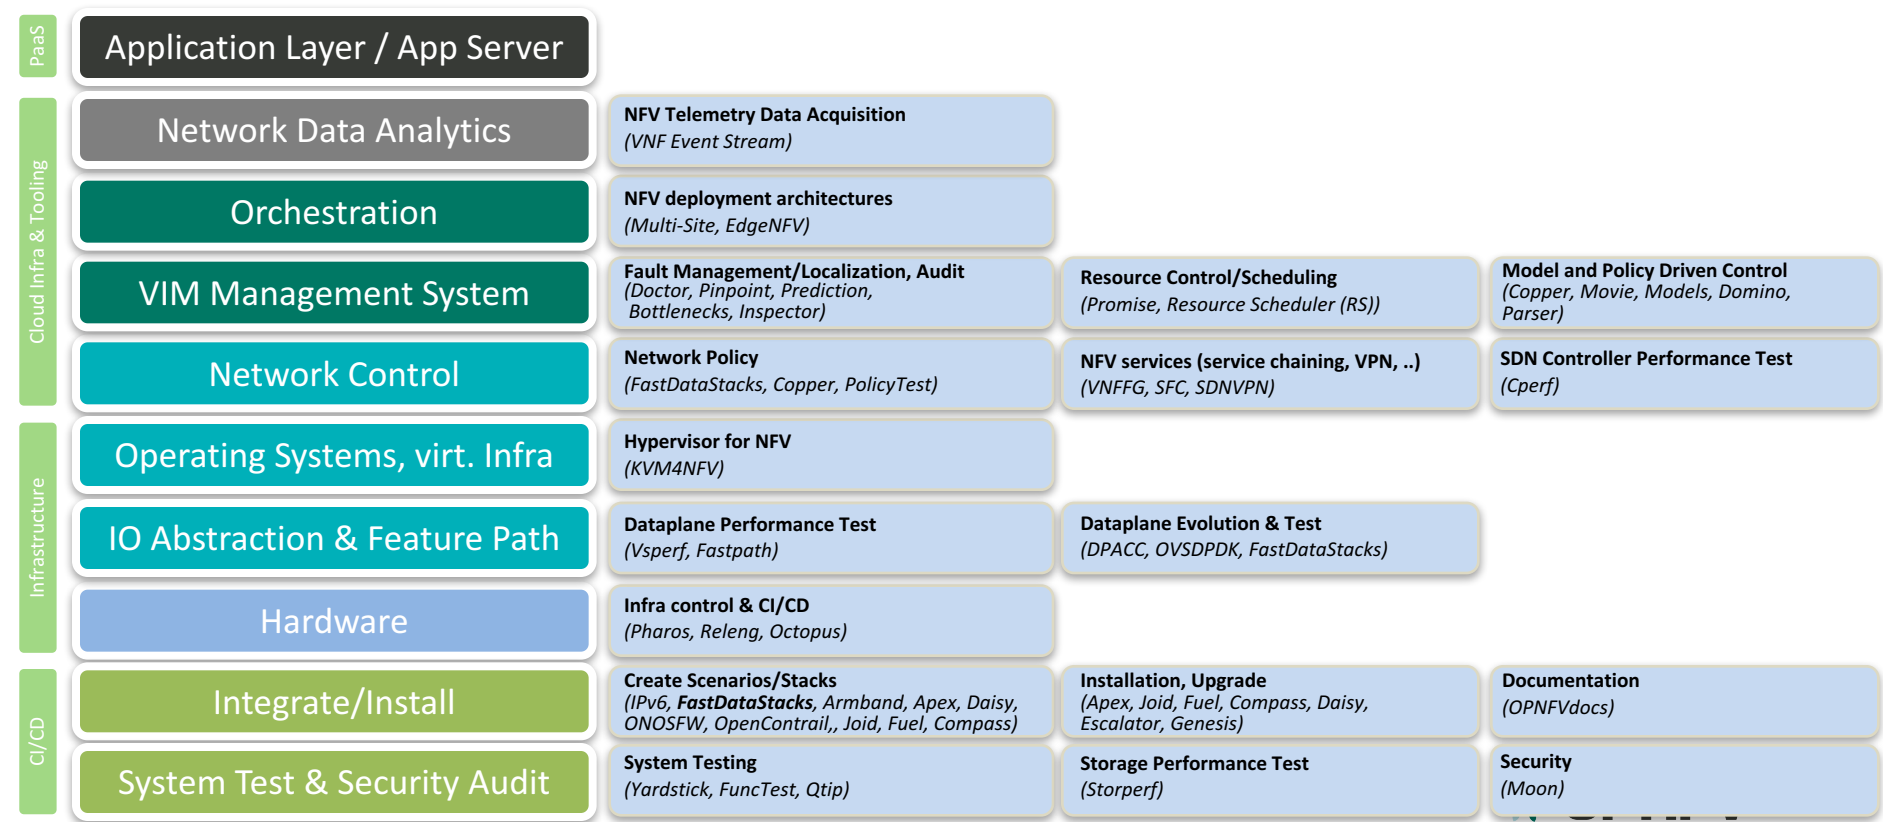 PaaS
Application Layer / App Server
Cloud Infra & Tooling
Network Data Analytics
NFV Telemetry Data Acquisition
(VNF Event Stream)
Orchestration
NFV deployment architectures
(Multi-Site, EdgeNFV)
VIM Management System
Fault Management/Localization, Audit
(Doctor, Pinpoint, Prediction,
Bottlenecks, Inspector)
Resource Control/Scheduling
(Promise, Resource Scheduler (RS))
Model and Policy Driven Control
(Copper, Movie, Models, Domino,
Parser)
Network Control
Network Policy
(FastDataStacks, Copper, PolicyTest)
NFV services (service chaining, VPN, ..)
(VNFFG, SFC, SDNVPN)
SDN Controller Performance Test
(Cperf)
Infrastructure
Operating Systems, virt. Infra
Hypervisor for NFV
(KVM4NFV)
IO Abstraction & Feature Path
Dataplane Performance Test
(Vsperf, Fastpath)
Dataplane Evolution & Test
(DPACC, OVSDPDK, FastDataStacks)
Hardware
Infra control & CI/CD
(Pharos, Releng, Octopus)
CI/CD
Integrate/Install
Create Scenarios/Stacks
(IPv6, FastDataStacks, Armband, Apex, Daisy,
ONOSFW, OpenContrail,, Joid, Fuel, Compass)
Installation, Upgrade
(Apex, Joid, Fuel, Compass, Daisy,
Escalator, Genesis)
Documentation
(OPNFVdocs)
System Test & Security Audit
System Testing
(Yardstick, FuncTest, Qtip)
Storage Performance Test
(Storperf)
Security
(Moon)